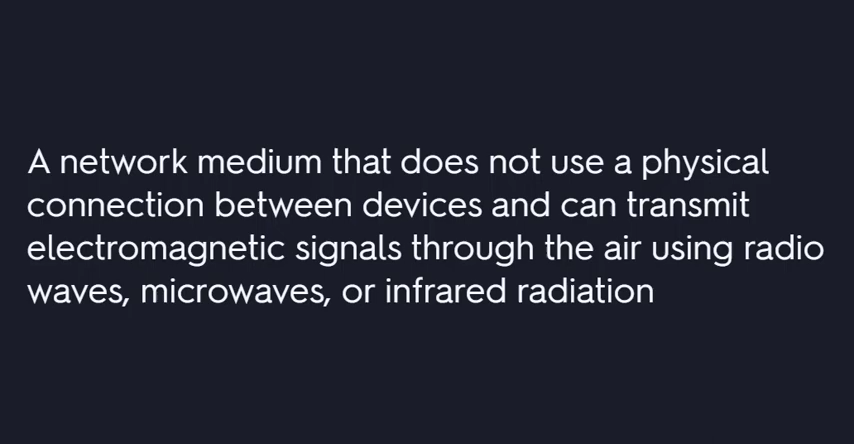 A network medium that does not use a physical
connection between devices and can transmit
electromagnetic signals through the air using radio
waves, microwaves, or infrared radiation